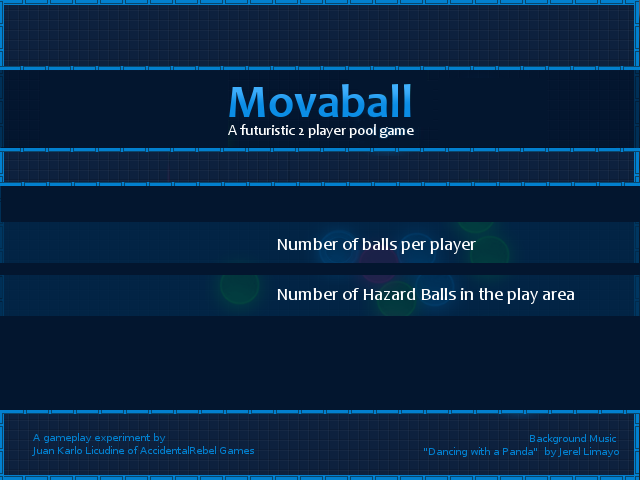 Movaball
A futuristic 2 player pool game
Number of balls per player
Number of Hazard Balls in the play area
A gameplay experiment by
Juan Karlo Licudine of AccidentalRebel Games
Background Music
"Dancing with a Panda" by Jerel Limayo